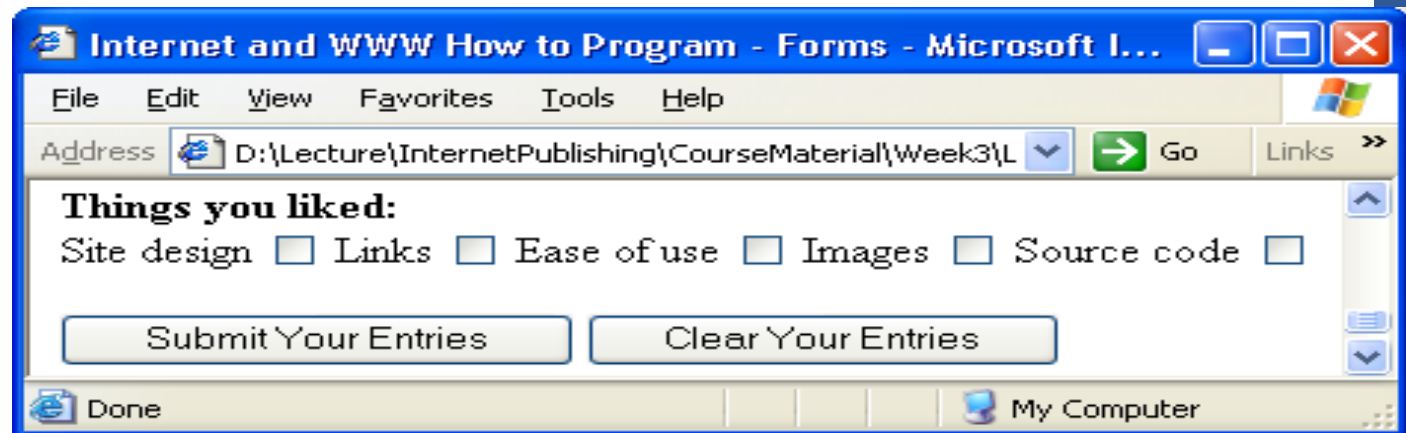 Internet and WWW How to Program - Forms - Microsoft I...
File Edit View Favorites Tools Help
Address D:\Lecture\InternetPublishing\CourseMaterial\Week3\L Go Links »
Things you liked:
Site design Links Ease of use Images Source code
Submit Your Entries Clear Your Entries
Done My Computer